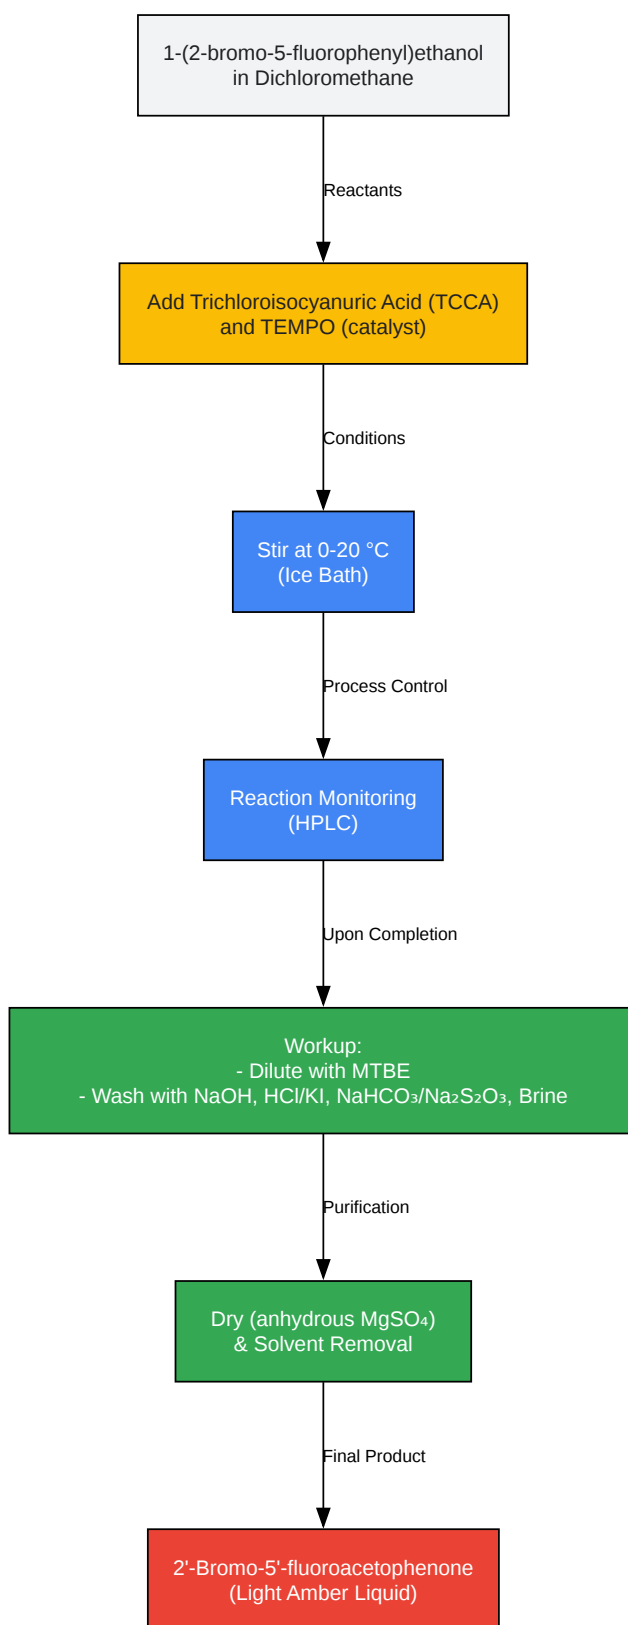 1-(2-bromo-5-fluorophenyl)ethanol
in Dichloromethane
Reactants
Add Trichloroisocyanuric Acid (TCCA)
and TEMPO (catalyst)
Conditions
Stir at 0-20 °C
(Ice Bath)
Process Control
Reaction Monitoring
(HPLC)
Upon Completion
Workup:
- Dilute with MTBE
- Wash with NaOH, HCl/KI, NaHCO₃/Na₂S₂O₃, Brine
Purification
Dry (anhydrous MgSO₄)
& Solvent Removal
Final Product
2'-Bromo-5'-fluoroacetophenone
(Light Amber Liquid)